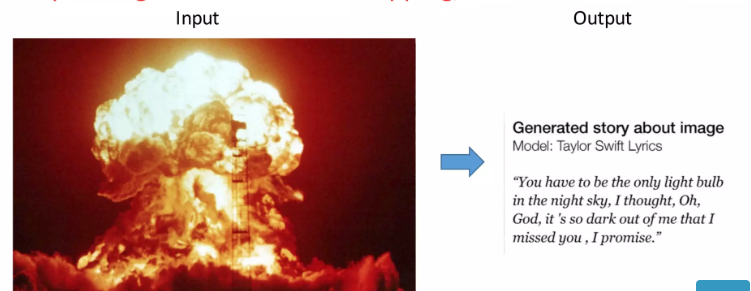 Input
Output
Generated story about image
Model: Taylor Swift Lyrics
“You have to be the only light bulb
in the night sky, I thought, Oh,
God, it 's so dark out of me that I
missed you , I promise.”